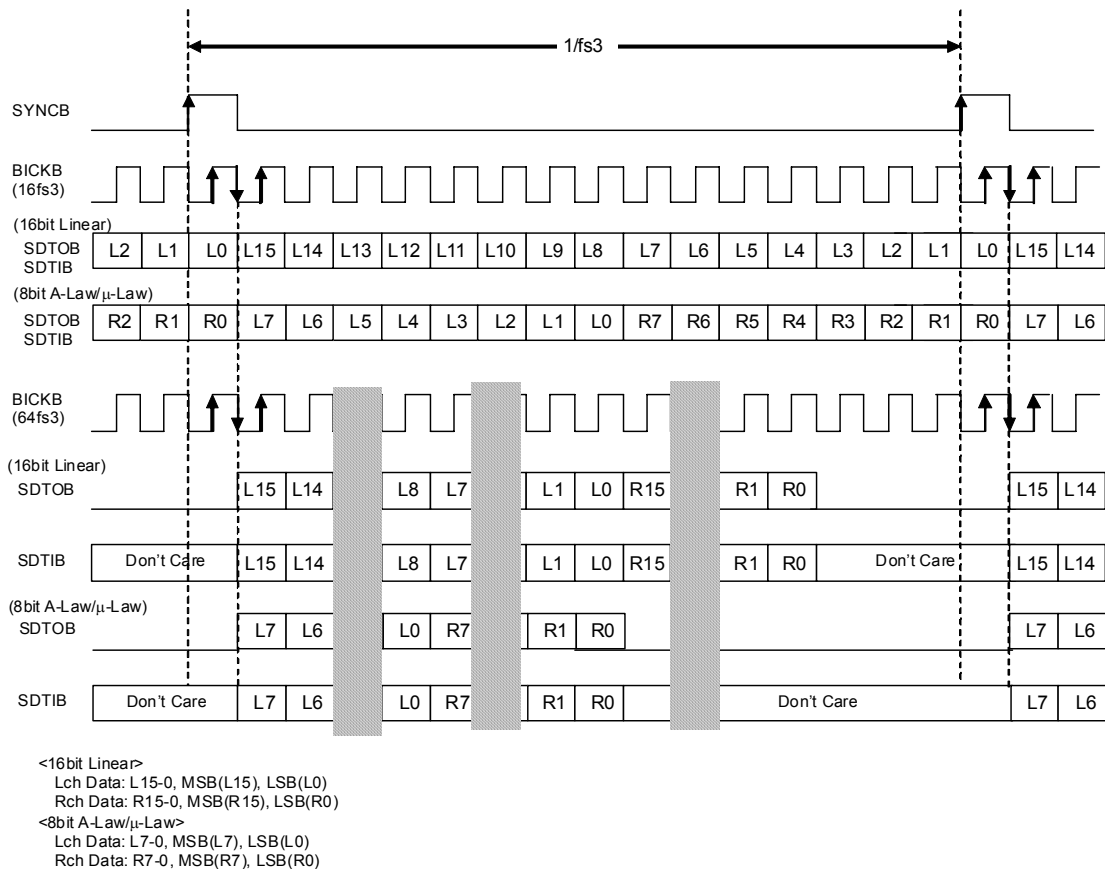 1/fs3
SYNCB
BICKB
(16fs3)
(16bit Linear)
SDTOB L2 L1 L0 L15 L14 L13 L12 L11 L10 L9 L8 L7 L6 L5 L4 L3 L2 L1 L0 L15 L14
SDTIB
(8bit A-Law/μ-Law)
SDTOB R2 R1 R0 L7 L6 L5 L4 L3 L2 L1 L0 R7 R6 R5 R4 R3 R2 R1 R0 L7 L6
SDTIB
BICKB
(64fs3)
(16bit Linear)
SDTOB L15 L14 L8 L7 L1 L0 R15 R1 R0 L15 L14
SDTIB Don't Care L15 L14 L8 L7 L1 L0 R15 R1 R0 Don't Care L15 L14
(8bit A-Law/μ-Law)
SDTOB L7 L6 L0 R7 R1 R0 L7 L6
SDTIB Don't Care L7 L6 L0 R7 R1 R0 Don't Care L7 L6
<16bit Linear>
Lch Data: L15-0, MSB(L15), LSB(L0)
Rch Data: R15-0, MSB(R15), LSB(R0)
<8bit A-Law/μ-Law>
Lch Data: L7-0, MSB(L7), LSB(L0)
Rch Data: R7-0, MSB(R7), LSB(R0)